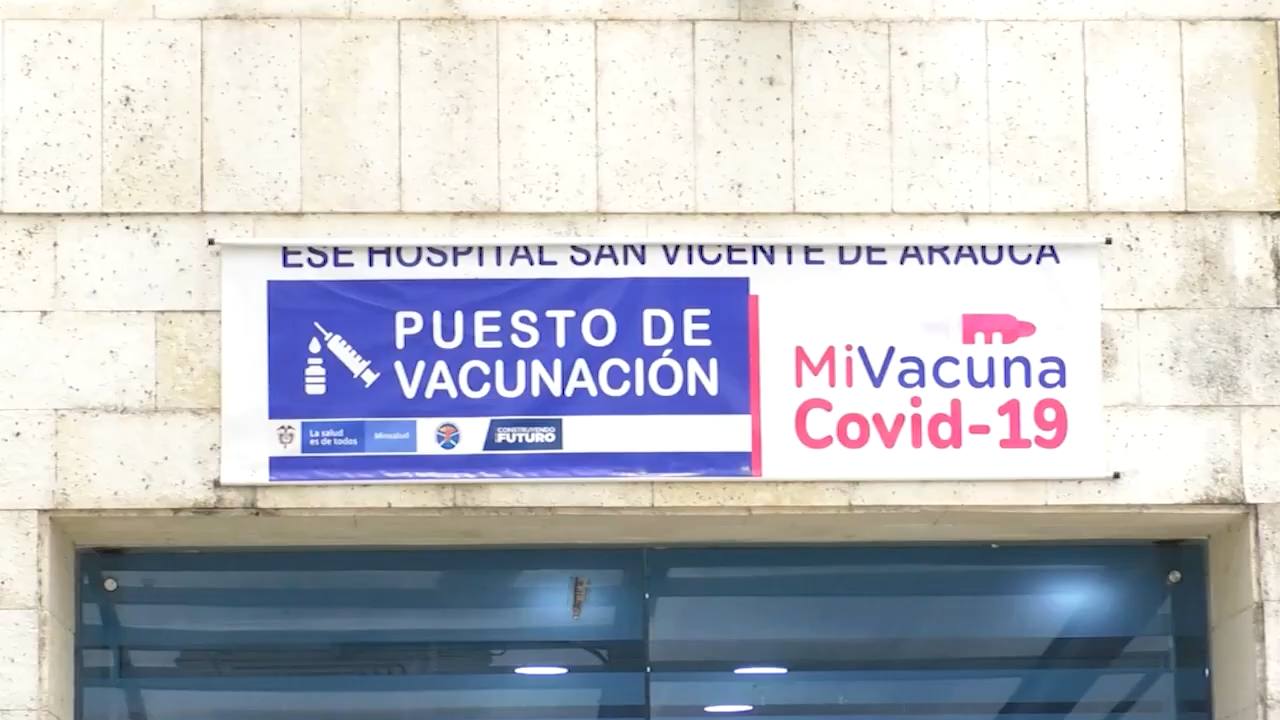 ESE HOSPITAL SAN VICENTE DE ARAUCA
PUESTO DE
VACUNACIÓN
La salud
es de todos
Minsalud
CONSTRUYENDO
FUTURO
MiVacuna
Covid-19